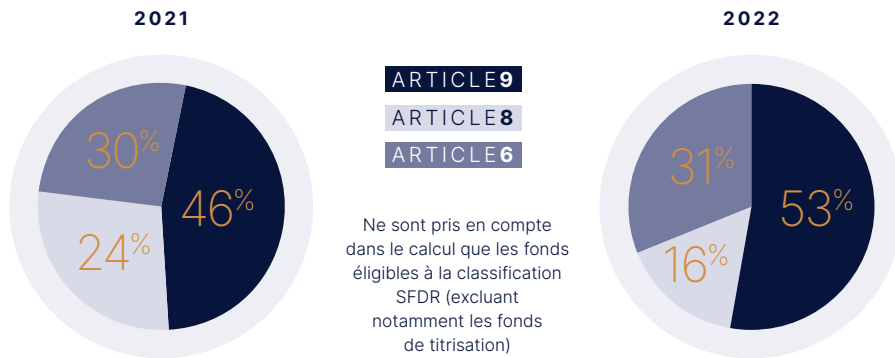 2021
30%
46%
24%
ARTICLE9
ARTICLE8
ARTICLE6
Ne sont pris en compte
dans le calcul que les fonds
éligibles à la classification
SFDR (excluant
notamment les fonds
de titrisation)
2022
31%
53%
16%